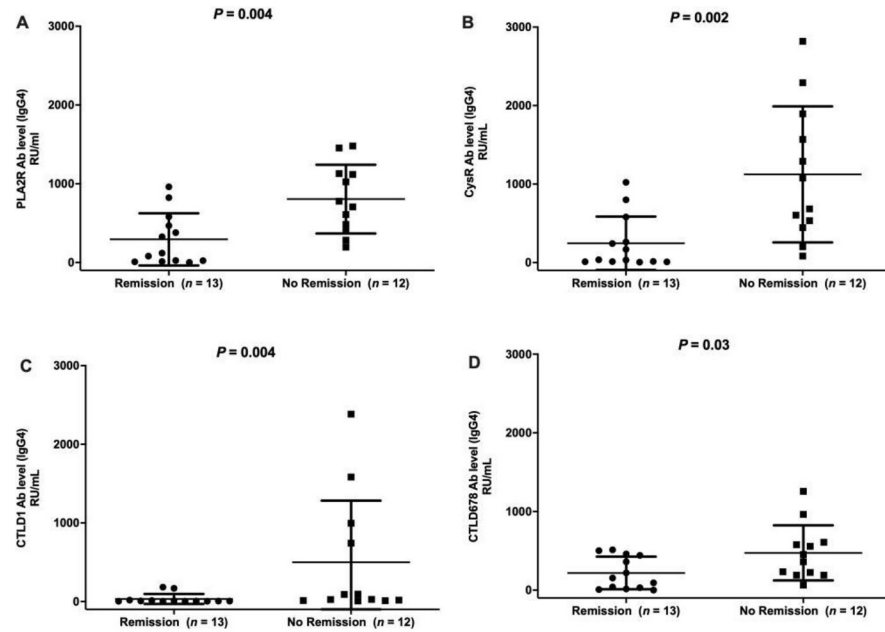 A
P = 0.004
3000
2000
1000
0
PLA2R Ab level (IgG4)
RU/ml
Remission (n = 13)
No Remission (n = 12)
B
P = 0.002
3000
2000
1000
0
CysR Ab level (IgG4)
RU/mL
Remission (n = 13)
No Remission (n = 12)
C
P = 0.004
3000
2000
1000
0
CTLD1 Ab level (IgG4)
RU/mL
Remission (n = 13)
No Remission (n = 12)
D
P = 0.03
3000
2000
1000
0
CTLD678 Ab level (IgG4)
RU/mL
Remission (n = 13)
No Remission (n = 12)